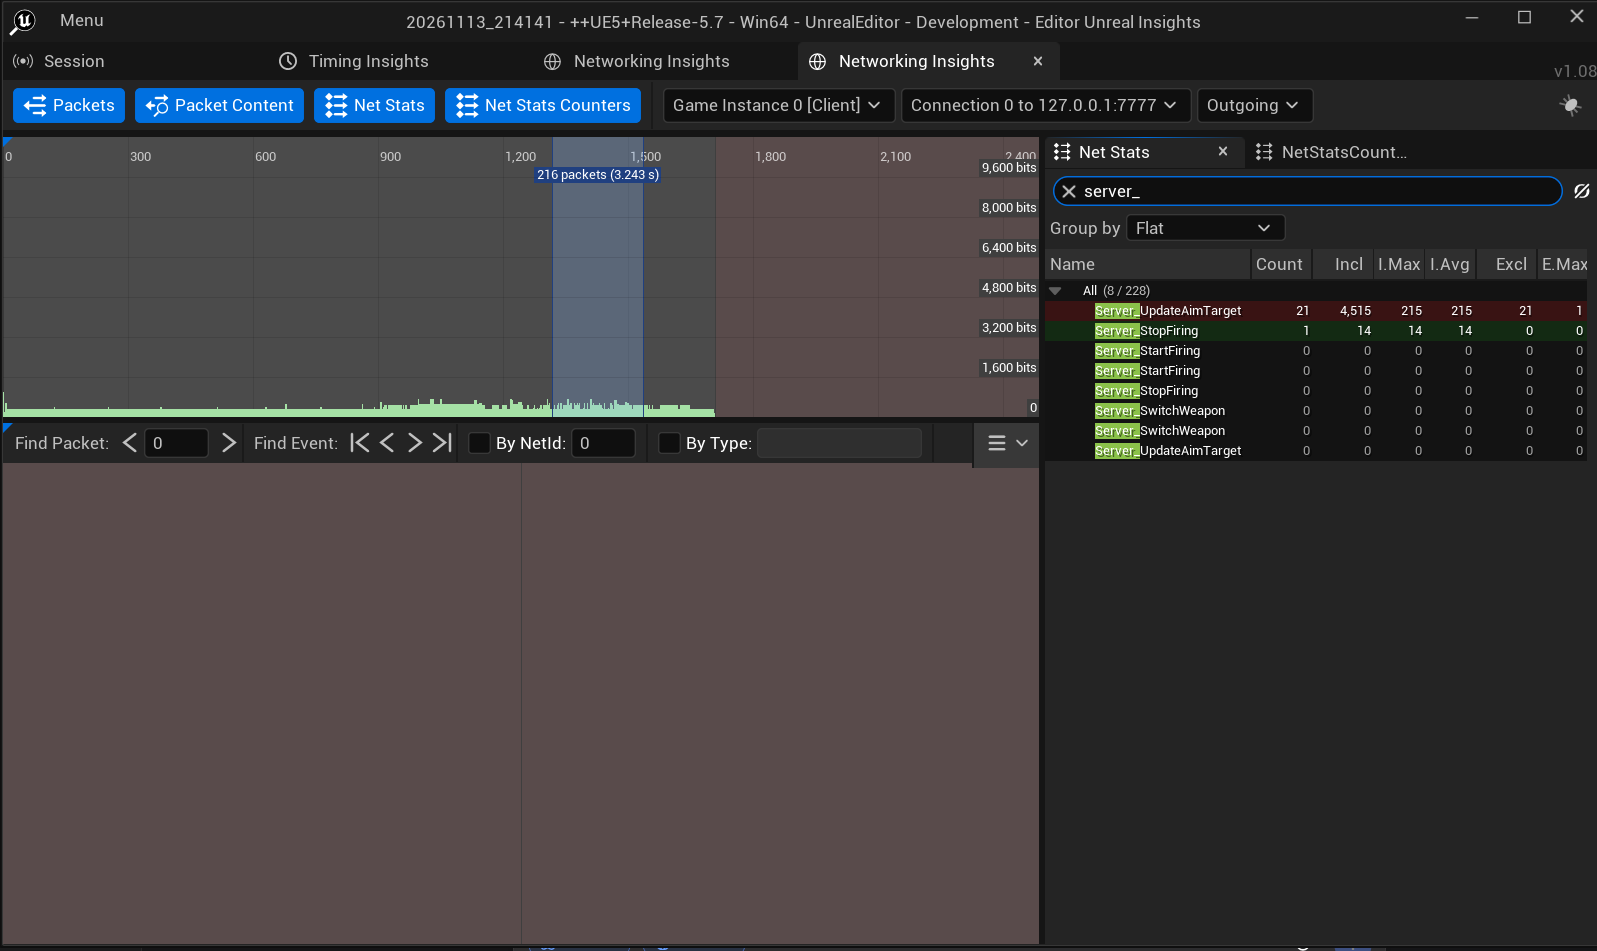 Menu
20261113_214141 - ++UE5+Release-5.7 - Win64 - UnrealEditor - Development - Editor Unreal Insights
Session
Timing Insights
Networking Insights
Networking Insights
v1.08
Packets
Packet Content
Net Stats
Net Stats Counters
Game Instance 0 [Client]
Connection 0 to 127.0.0.1:7777
Outgoing
0 300 600 900 1,200 1,500 1,800 2,100 2,400
216 packets (3.243 s)
9,600 bits
8,000 bits
6,400 bits
4,800 bits
3,200 bits
1,600 bits
0
Find Packet: 0 Find Event: By NetId: 0 By Type:
Net Stats
NetStatsCount...
server_
Group by Flat
Name Count Incl I.Max I.Avg Excl E.Max
All (8 / 228)
Server_UpdateAimTarget 21 4,515 215 215 21 1
Server_StopFiring 1 14 14 14 0 0
Server_StartFiring 0 0 0 0 0 0
Server_StartFiring 0 0 0 0 0 0
Server_StopFiring 0 0 0 0 0 0
Server_SwitchWeapon 0 0 0 0 0 0
Server_SwitchWeapon 0 0 0 0 0 0
Server_UpdateAimTarget 0 0 0 0 0 0